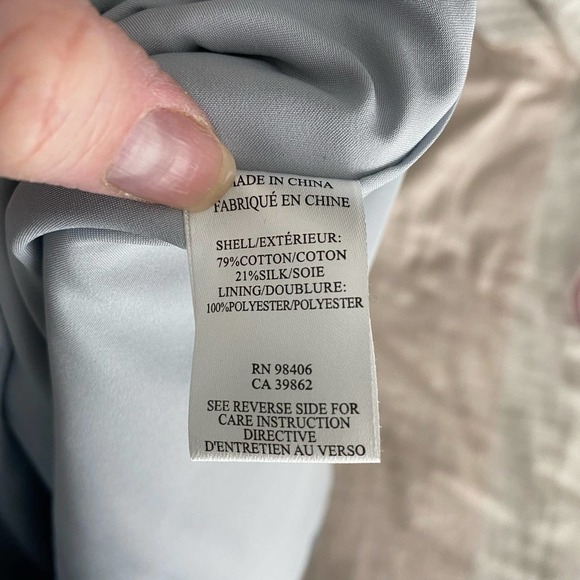 MADE IN CHINA
FABRIQUÉ EN CHINE
SHELL/EXTÉRIEUR:
79%COTTON/COTON
21%SILK/SOIE
LINING/DOUBLURE:
100%POLYESTER/POLYESTER
RN 98406
CA 39862
SEE REVERSE SIDE FOR
CARE INSTRUCTION
DIRECTIVE
D'ENTRETIEN AU VERSO